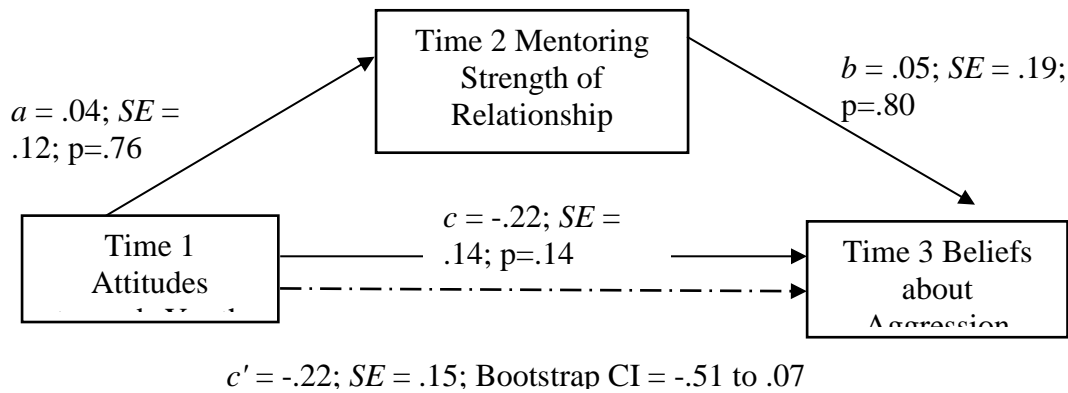 Time 2 Mentoring
Strength of
Relationship
b = .05; SE = .19;
p=.80
a = .04; SE =
.12; p=.76
c = -.22; SE =
.14; p=.14
Time 1
Attitudes
Time 3 Beliefs
about
Aggression
c' = -.22; SE = .15; Bootstrap CI = -.51 to .07